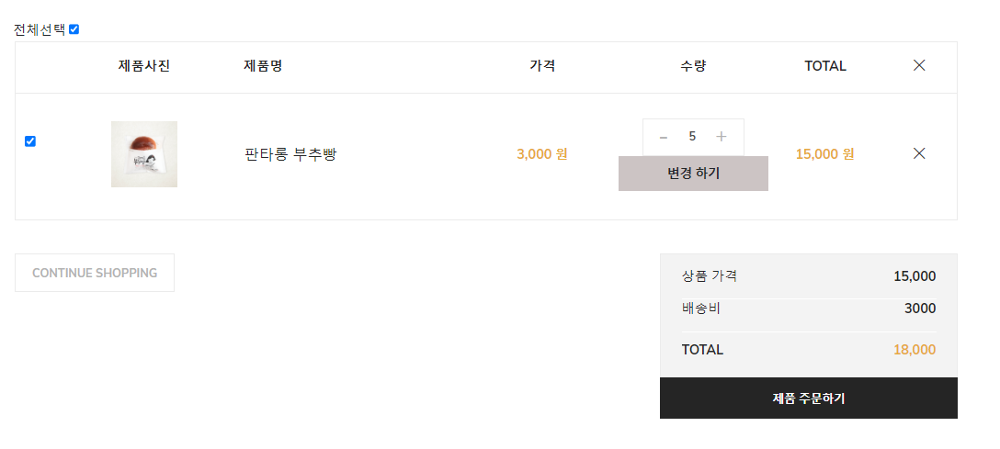 전체선택
제품사진 제품명 가격 수량 TOTAL
판타롱 부추빵 3,000 원 - 5 + 15,000 원
변경 하기
CONTINUE SHOPPING
상품 가격 15,000
배송비 3000
TOTAL 18,000
제품 주문하기